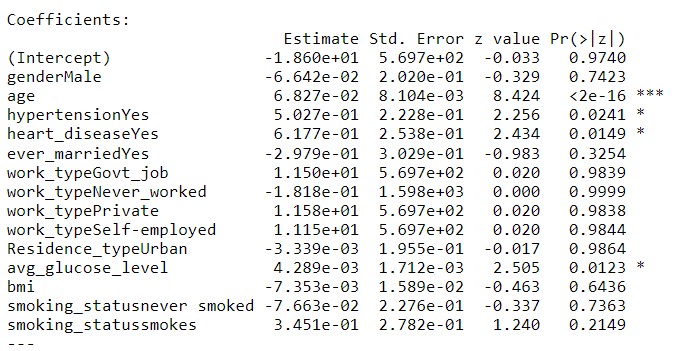 Coefficients:
Estimate Std. Error z value Pr(>|z|)
(Intercept) -1.860e+01 5.697e+02 -0.033 0.9740
genderMale -6.642e-02 2.020e-01 -0.329 0.7423
age 6.827e-02 8.104e-03 8.424 <2e-16 ***
hypertensionYes 5.027e-01 2.228e-01 2.256 0.0241 *
heart_diseaseYes 6.177e-01 2.538e-01 2.434 0.0149 *
ever_marriedYes -2.979e-01 3.029e-01 -0.983 0.3254
work_typeGovt_job 1.150e+01 5.697e+02 0.020 0.9839
work_typeNever_worked -1.818e-01 1.598e+03 0.000 0.9999
work_typePrivate 1.158e+01 5.697e+02 0.020 0.9838
work_typeSelf-employed 1.115e+01 5.697e+02 0.020 0.9844
Residence_typeUrban -3.339e-03 1.955e-01 -0.017 0.9864
avg_glucose_level 4.289e-03 1.712e-03 2.505 0.0123 *
bmi -7.353e-03 1.589e-02 -0.463 0.6436
smoking_statusnever smoked -7.663e-02 2.276e-01 -0.337 0.7363
smoking_statussmokes 3.451e-01 2.782e-01 1.240 0.2149
---